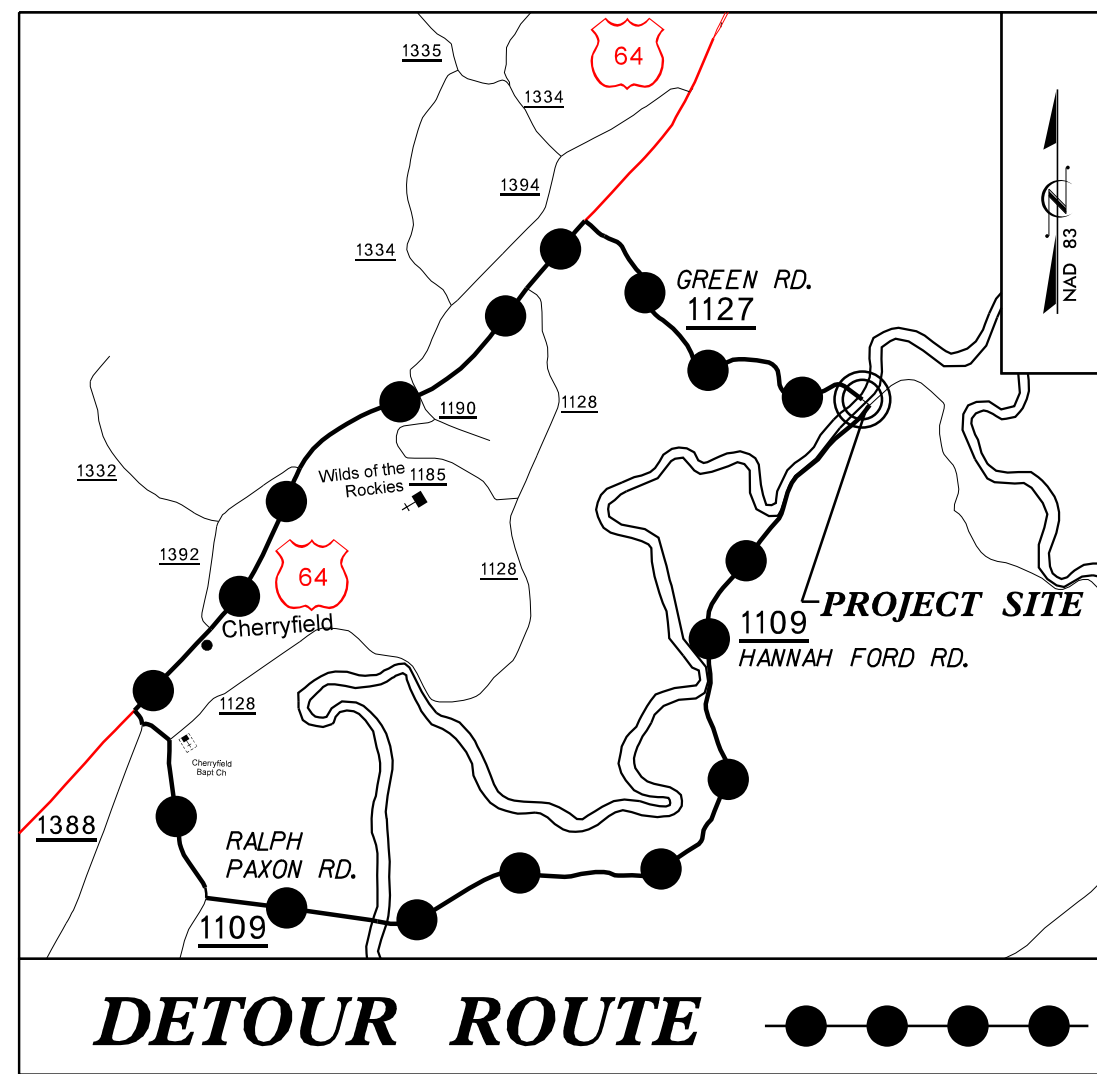 1335
64
1334
1394
1334
NAD 83
GREEN RD.
1127
1190
1128
1332
Wilds of the
Rockies
1185
1392
64
1128
Cherryfield
PROJECT SITE
1109
HANNAH FORD RD.
1128
Cherryfield
Bapt Ch
1388
RALPH
PAXON RD.
1109
DETOUR ROUTE